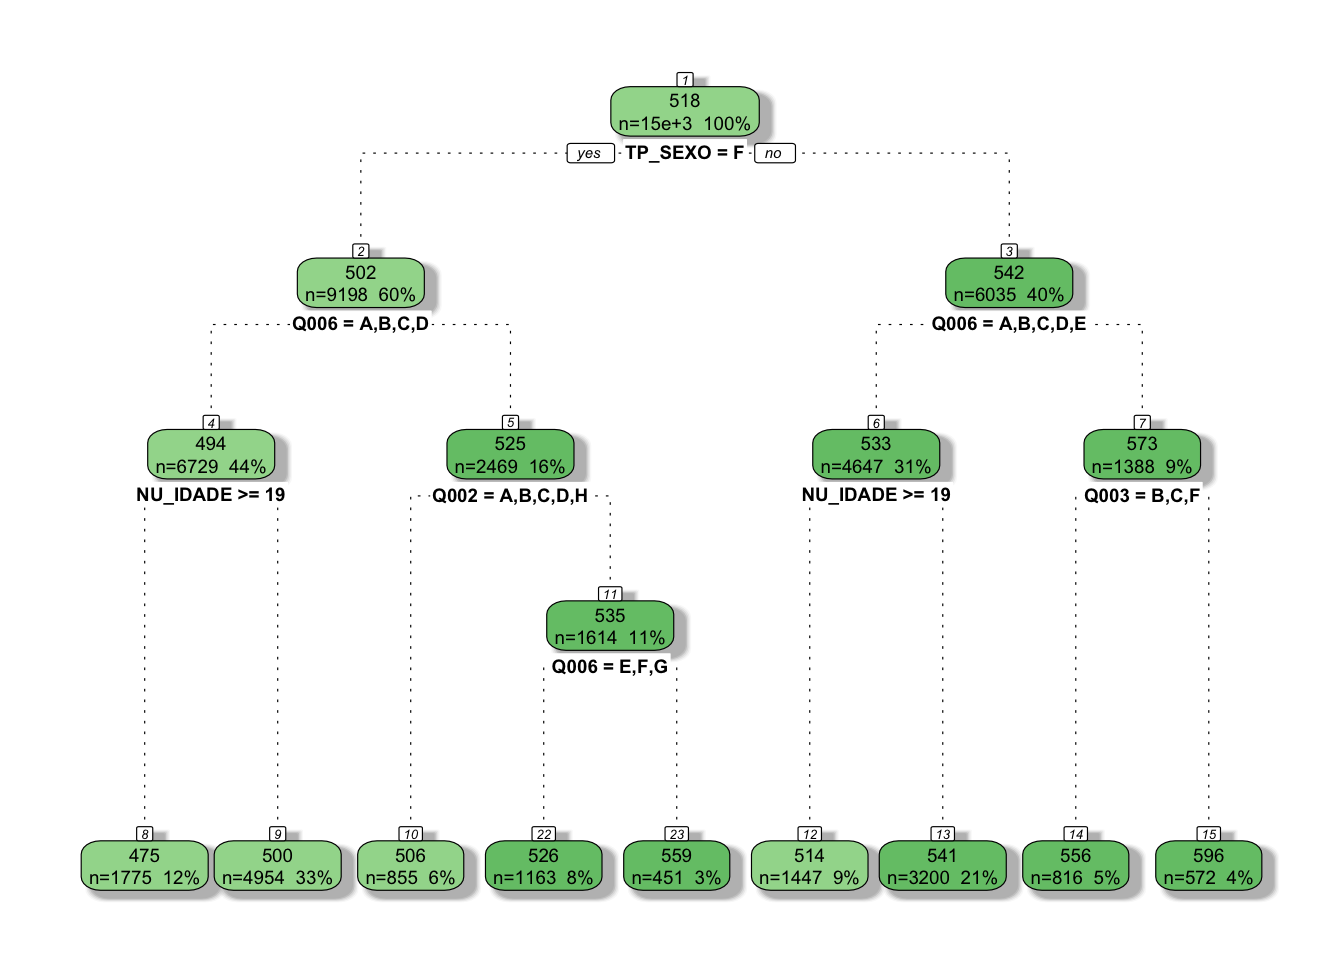 1
518
n=15e+3 100%
yes TP_SEXO = F no
2
502
n=9198 60%
Q006 = A,B,C,D
3
542
n=6035 40%
Q006 = A,B,C,D,E
4
494
n=6729 44%
NU_IDADE >= 19
5
525
n=2469 16%
Q002 = A,B,C,D,H
6
533
n=4647 31%
NU_IDADE >= 19
7
573
n=1388 9%
Q003 = B,C,F
11
535
n=1614 11%
Q006 = E,F,G
8
475
n=1775 12%
9
500
n=4954 33%
10
506
n=855 6%
22
526
n=1163 8%
23
559
n=451 3%
12
514
n=1447 9%
13
541
n=3200 21%
14
556
n=816 5%
15
596
n=572 4%